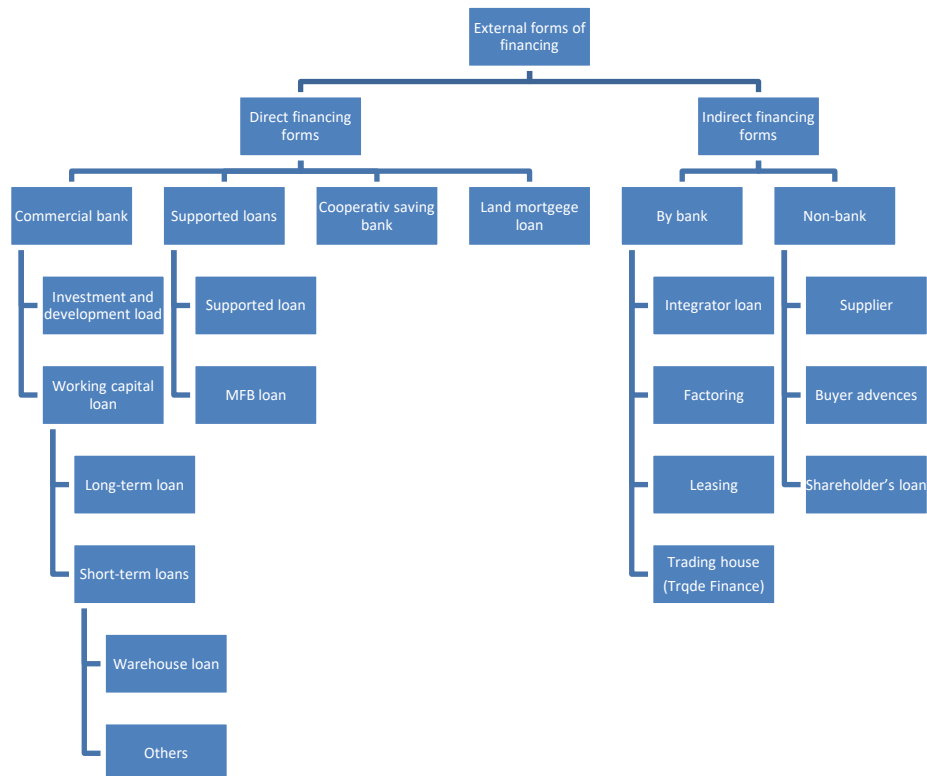 External forms of
financing
Direct financing
forms
Indirect financing
forms
Commercial bank
Supported loans
Cooperativ saving
bank
Land mortgege
loan
By bank
Non-bank
Investment and
development load
Supported loan
Integrator loan
Supplier
Working capital
loan
MFB loan
Factoring
Buyer advences
Long-term loan
Leasing
Shareholder’s loan
Short-term loans
Trading house
(Trqde Finance)
Warehouse loan
Others